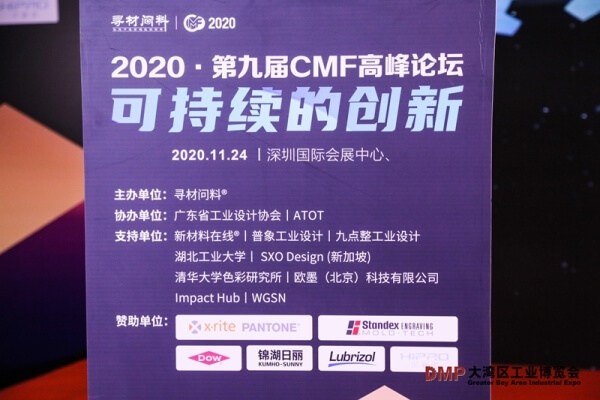 寻材问料 CMF 2020
2020·第九届CMF高峰论坛
可持续的创新
2020.11.24 | 深圳国际会展中心、
主办单位：寻材问料®
协办单位：广东省工业设计协会 | ATOT
支持单位：新材料在线® | 普象工业设计 | 九点整工业设计
湖北工业大学 | SXO Design (新加坡)
清华大学色彩研究所 | 欧墨（北京）科技有限公司
Impact Hub | WGSN
赞助单位：
x·rite PANTONE®
Standex ENGRAVING
MOLD-TECH
Dow
锦湖日丽
KUMHO-SUNNY
Lubrizol
HIPRO
DMP 大湾区工业博览会
Greater Bay Area Industrial Expo